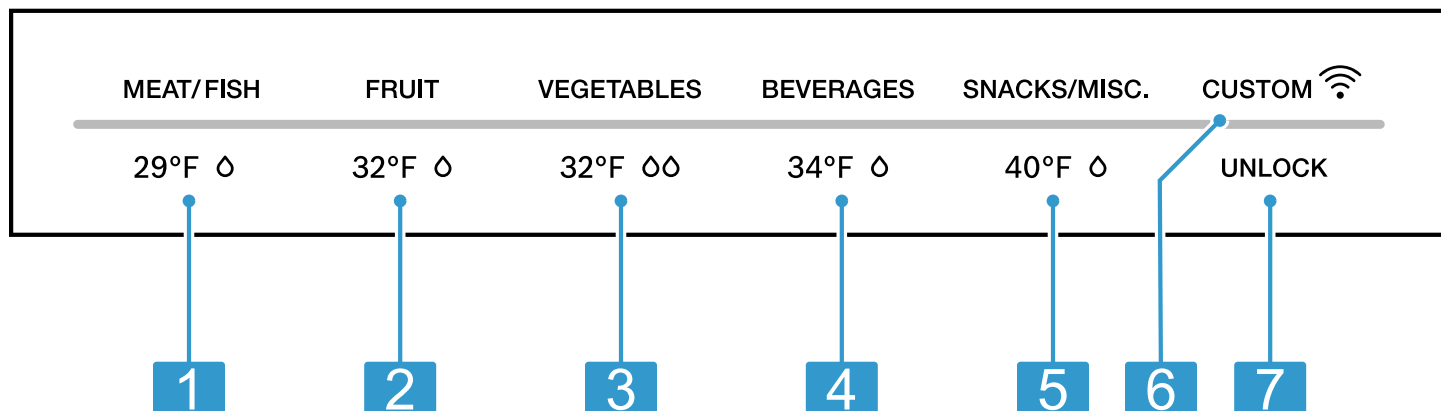 MEAT/FISH FRUIT VEGETABLES BEVERAGES SNACKS/MISC. CUSTOM
29°F 32°F 32°F 34°F 40°F UNLOCK
1 2 3 4 5 6 7